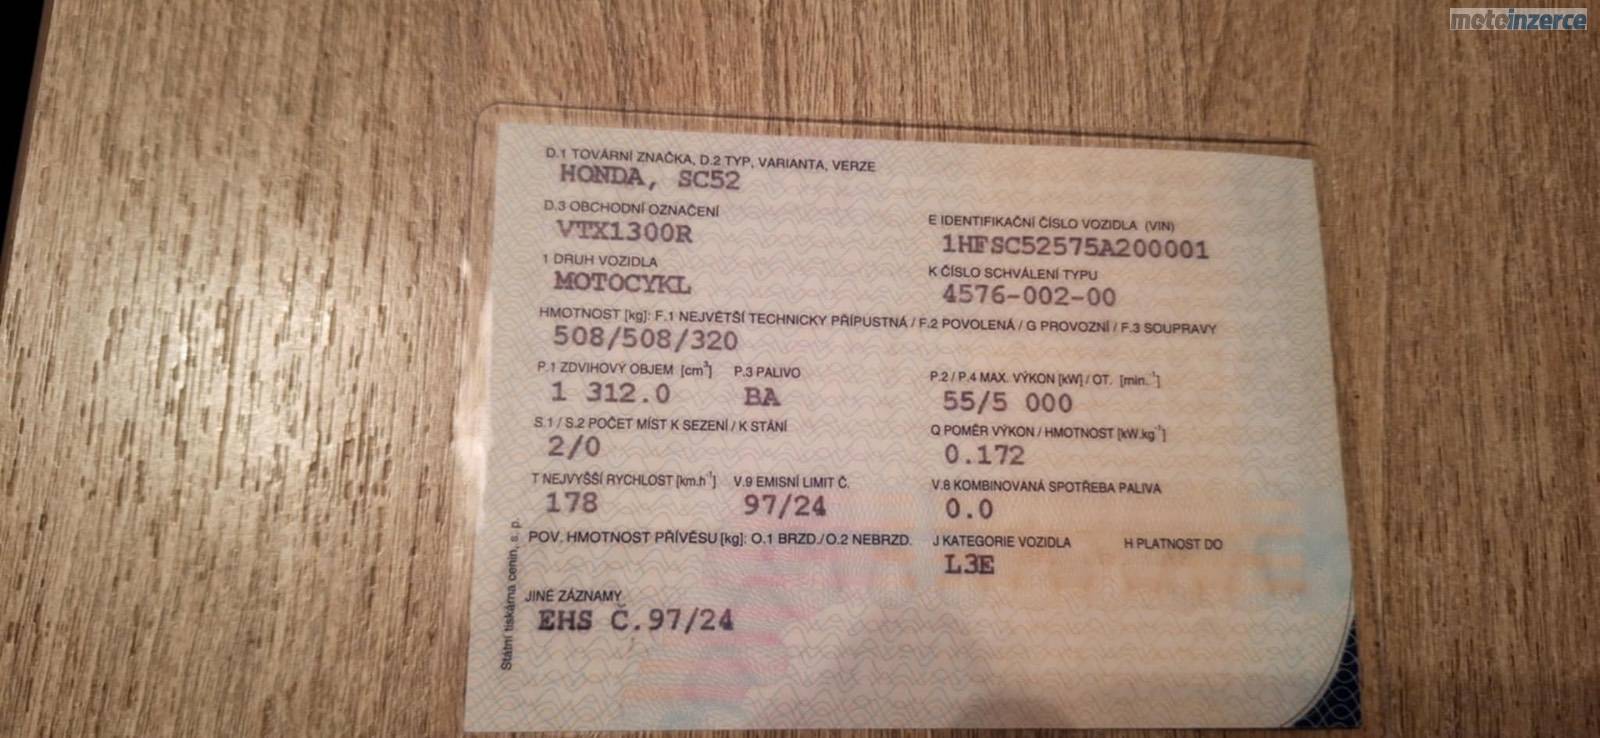 motoinzerce
D.1 TOVÁRNÍ ZNAČKA, D.2 TYP, VARIANTA, VERZE
HONDA, SC52
D.3 OBCHODNÍ OZNAČENÍ
VTX1300R
E IDENTIFIKAČNÍ ČÍSLO VOZIDLA (VIN)
1HFSC52575A200001
1 DRUH VOZIDLA
MOTOCYKL
K ČÍSLO SCHVÁLENÍ TYPU
4576-002-00
HMOTNOST [kg]: F.1 NEJVĚTŠÍ TECHNICKY PŘÍPUSTNÁ / F.2 POVOLENÁ / G PROVOZNÍ / F.3 SOUPRAVY
508/508/320
P.1 ZDVIHOVÝ OBJEM [cm³] P.3 PALIVO P.2 / P.4 MAX. VÝKON [kW] / OT. [min.⁻¹]
1 312.0 BA 55/5 000
S.1 / S.2 POČET MÍST K SEZENÍ / K STÁNÍ Q POMĚR VÝKON / HMOTNOST [kW.kg⁻¹]
2/0 0.172
T NEJVYŠŠÍ RYCHLOST [km.h⁻¹] V.9 EMISNÍ LIMIT Č. V.8 KOMBINOVANÁ SPOTŘEBA PALIVA
178 97/24 0.0
POV. HMOTNOST PŘÍVĚSU [kg]: O.1 BRZD./O.2 NEBRZD. J KATEGORIE VOZIDLA H PLATNOST DO
L3E
JINÉ ZÁZNAMY
EHS Č.97/24
Státní tiskárna cenin, s. p.